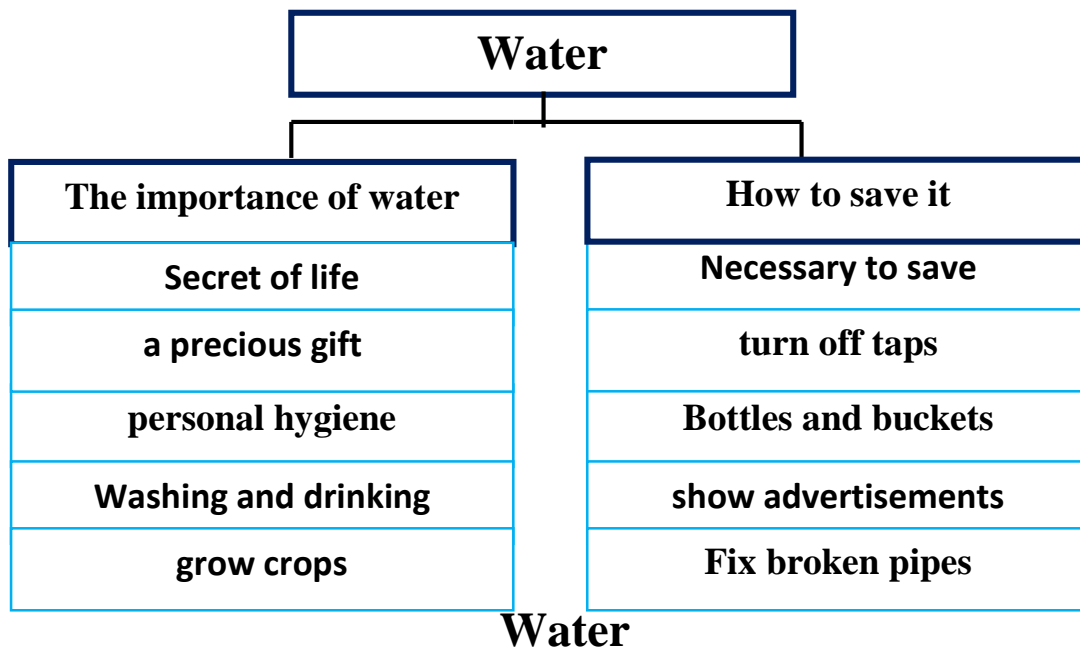 Water
The importance of water
Secret of life
a precious gift
personal hygiene
Washing and drinking
grow crops
How to save it
Necessary to save
turn off taps
Bottles and buckets
show advertisements
Fix broken pipes
Water